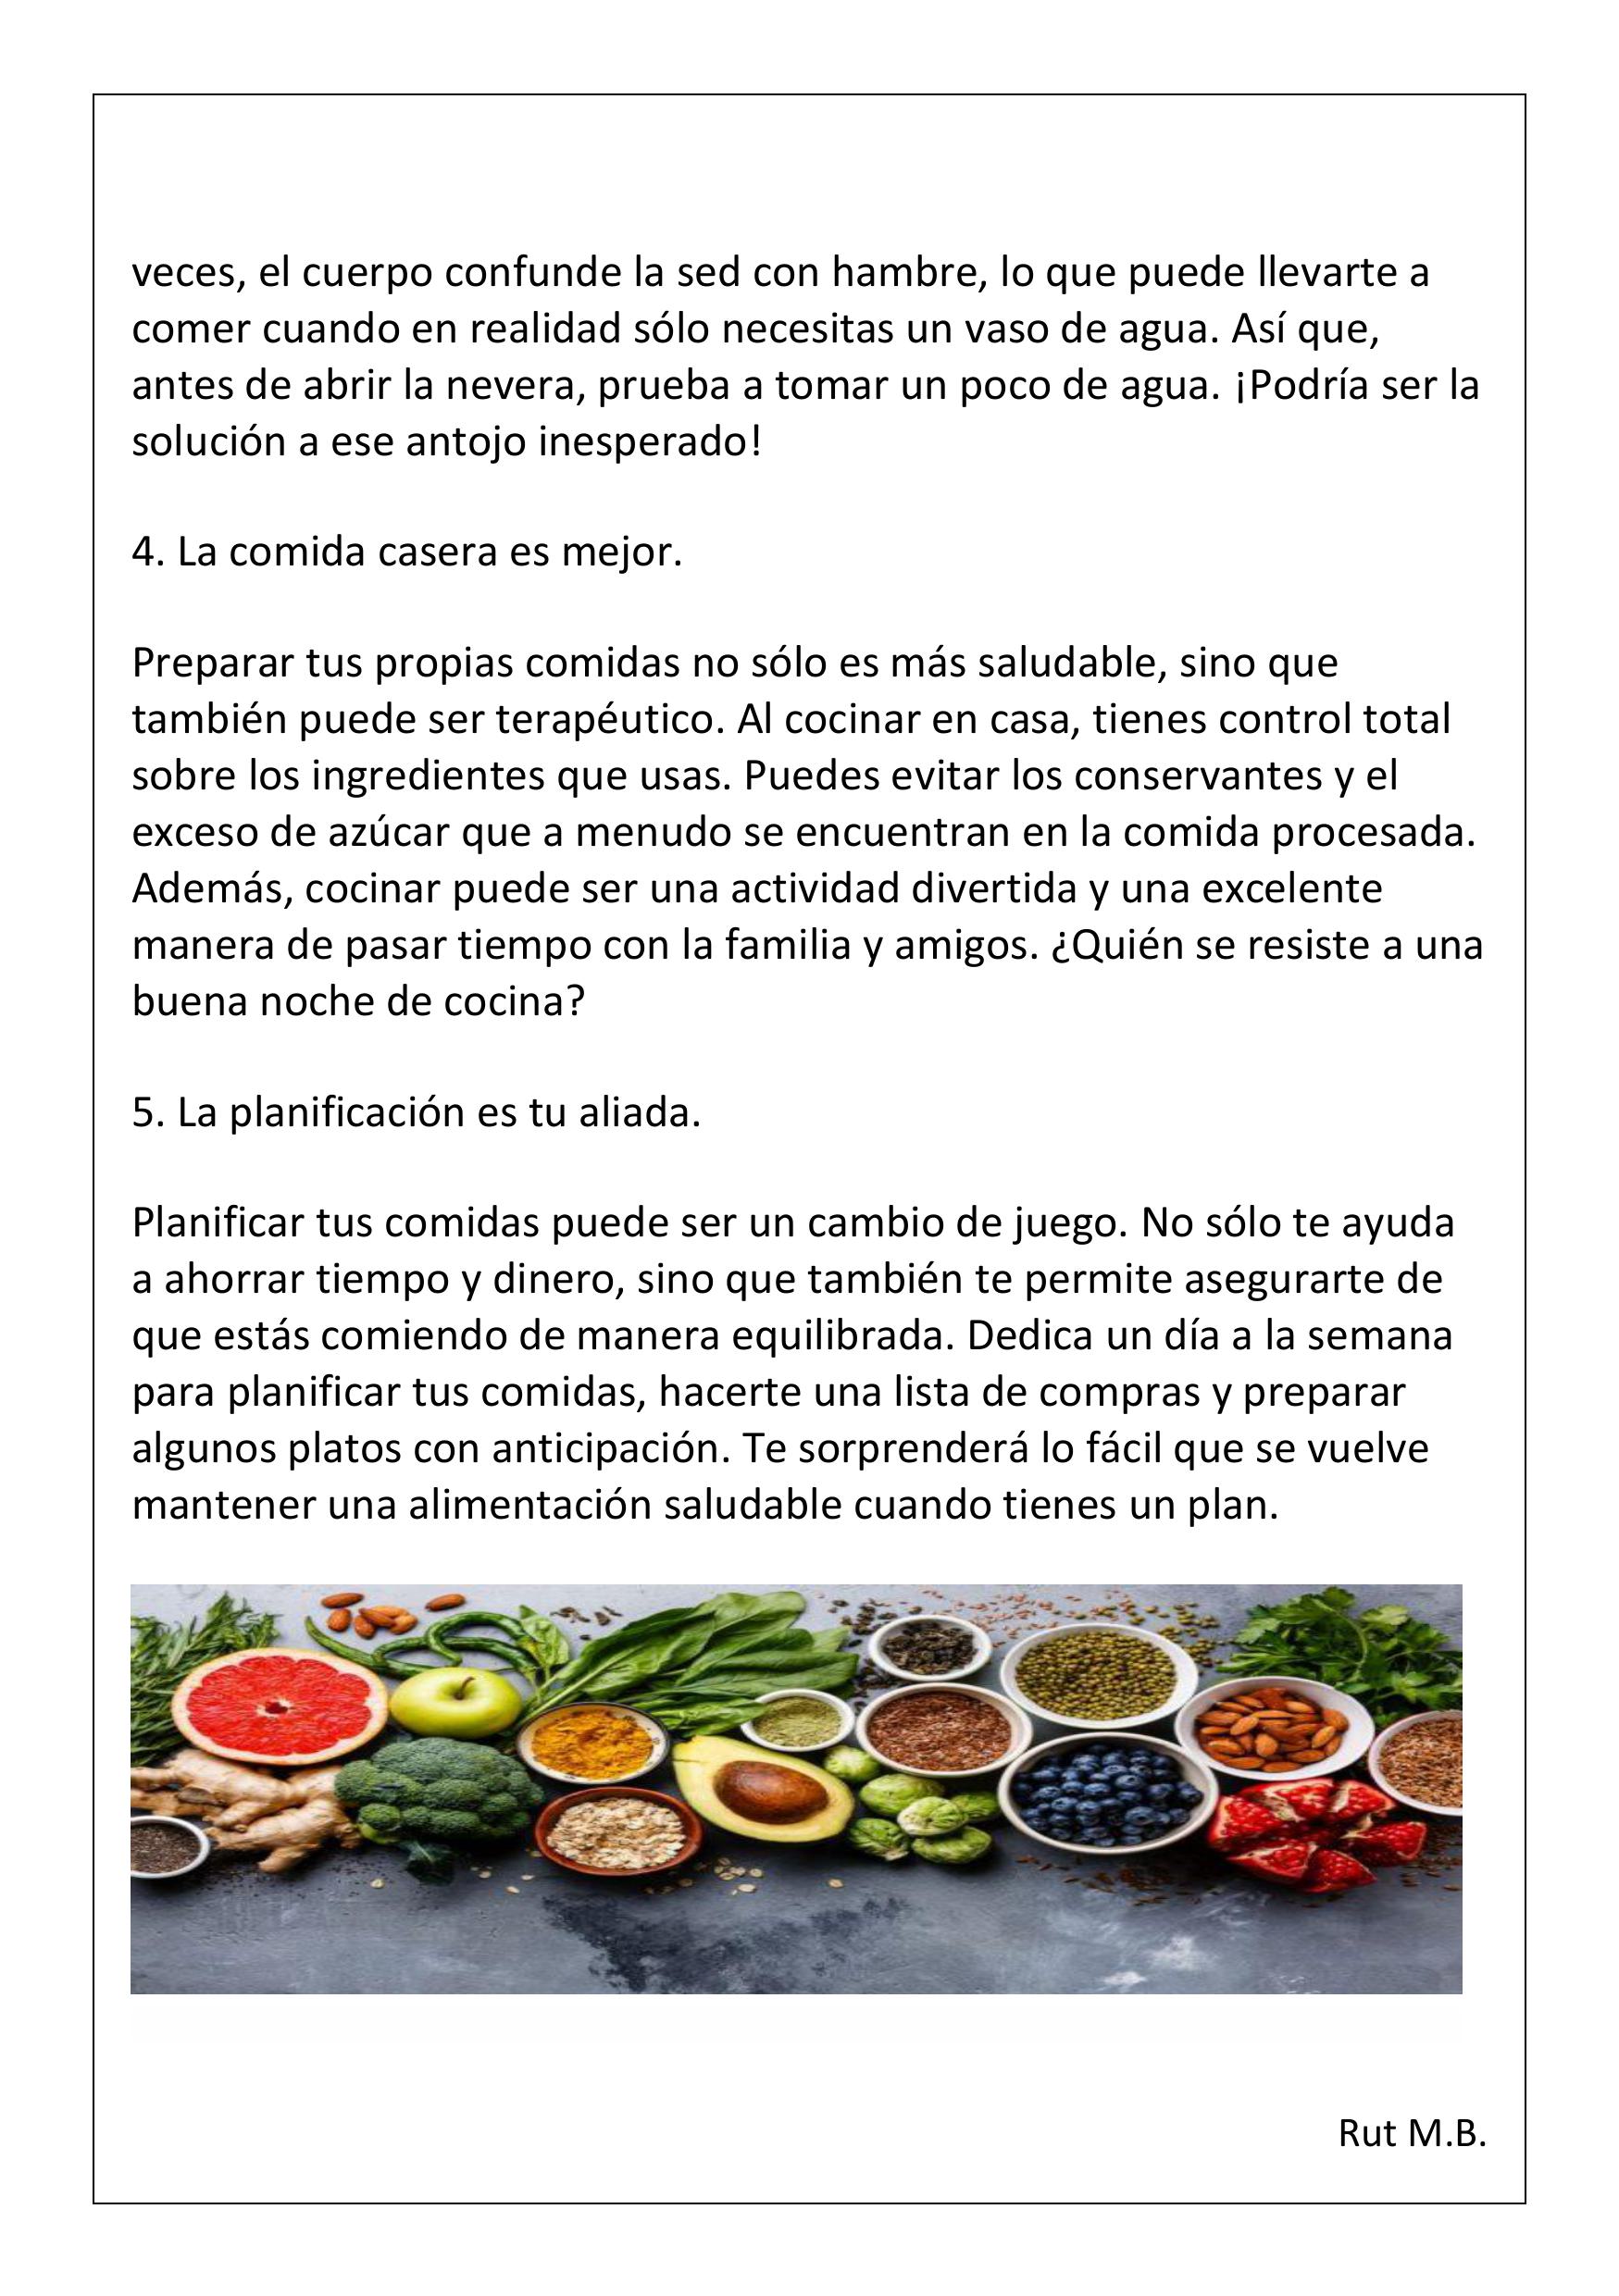 veces, el cuerpo confunde la sed con hambre, lo que puede llevarte a
comer cuando en realidad sólo necesitas un vaso de agua. Así que,
antes de abrir la nevera, prueba a tomar un poco de agua. ¡Podría ser la
solución a ese antojo inesperado!
4. La comida casera es mejor.
Preparar tus propias comidas no sólo es más saludable, sino que
también puede ser terapéutico. Al cocinar en casa, tienes control total
sobre los ingredientes que usas. Puedes evitar los conservantes y el
exceso de azúcar que a menudo se encuentran en la comida procesada.
Además, cocinar puede ser una actividad divertida y una excelente
manera de pasar tiempo con la familia y amigos. ¿Quién se resiste a una
buena noche de cocina?
5. La planificación es tu aliada.
Planificar tus comidas puede ser un cambio de juego. No sólo te ayuda
a ahorrar tiempo y dinero, sino que también te permite asegurarte de
que estás comiendo de manera equilibrada. Dedica un día a la semana
para planificar tus comidas, hacerte una lista de compras y preparar
algunos platos con anticipación. Te sorprenderá lo fácil que se vuelve
mantener una alimentación saludable cuando tienes un plan.
Rut M.B.